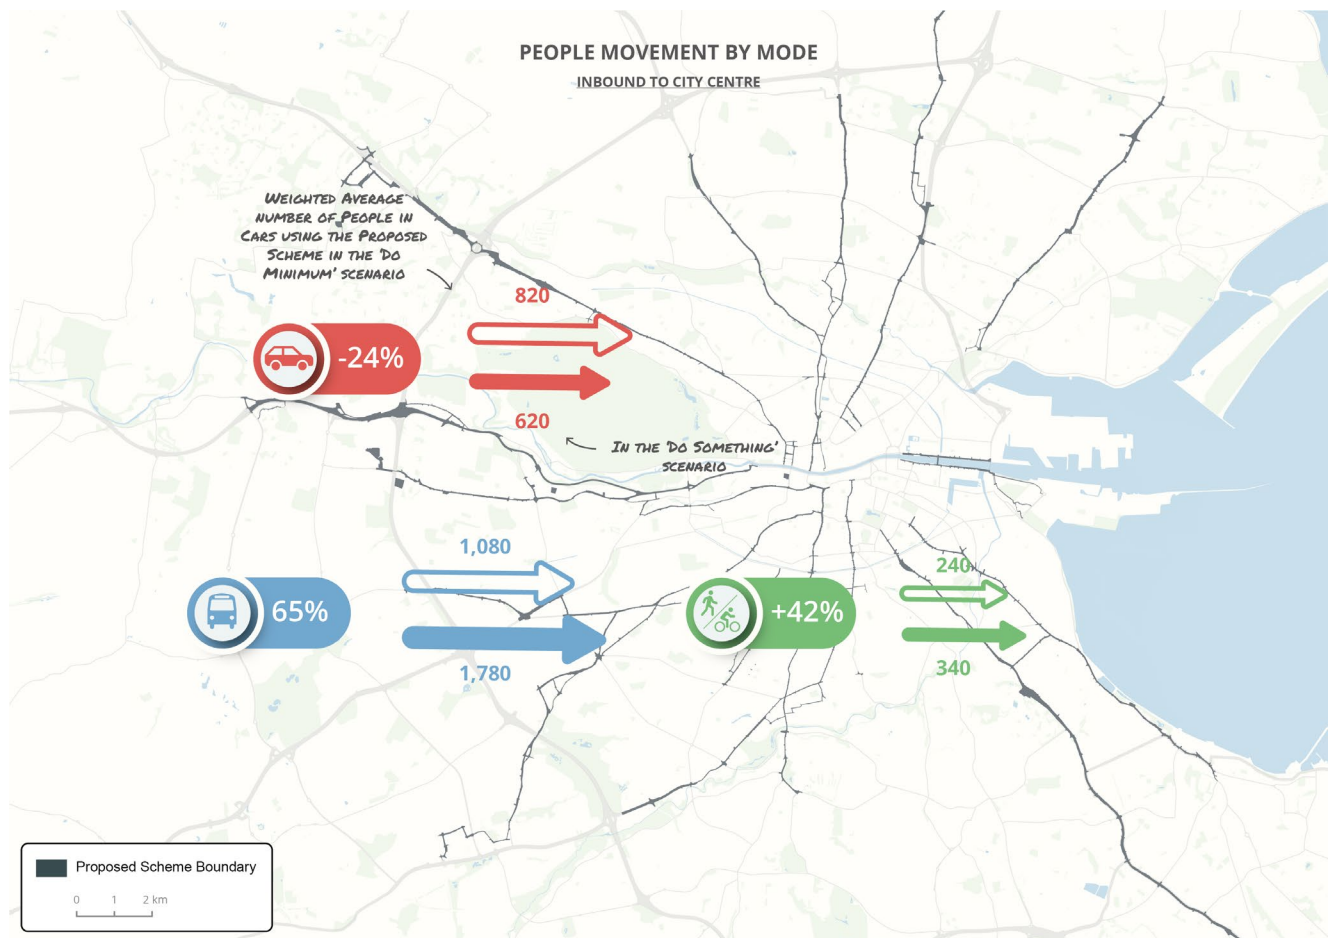 PEOPLE MOVEMENT BY MODE
INBOUND TO CITY CENTRE
WEIGHTED AVERAGE
NUMBER OF PEOPLE IN
CARS USING THE PROPOSED
SCHEME IN THE 'DO
MINIMUM' SCENARIO
820
-24%
620
IN THE 'DO SOMETHING'
SCENARIO
1,080
65%
1,780
240
+42%
340
Proposed Scheme Boundary
0 1 2 km